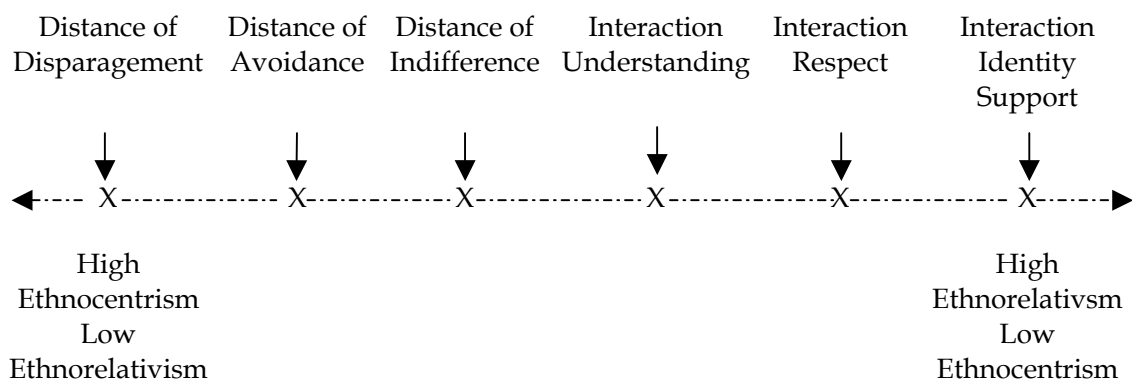 Distance of
Disparagement
Distance of
Avoidance
Distance of
Indifference
Interaction
Understanding
Interaction
Respect
Interaction
Identity
Support
X
X
X
X
X
X
High
Ethnocentrism
Low
Ethnorelativism
High
Ethnorelativsm
Low
Ethnocentrism